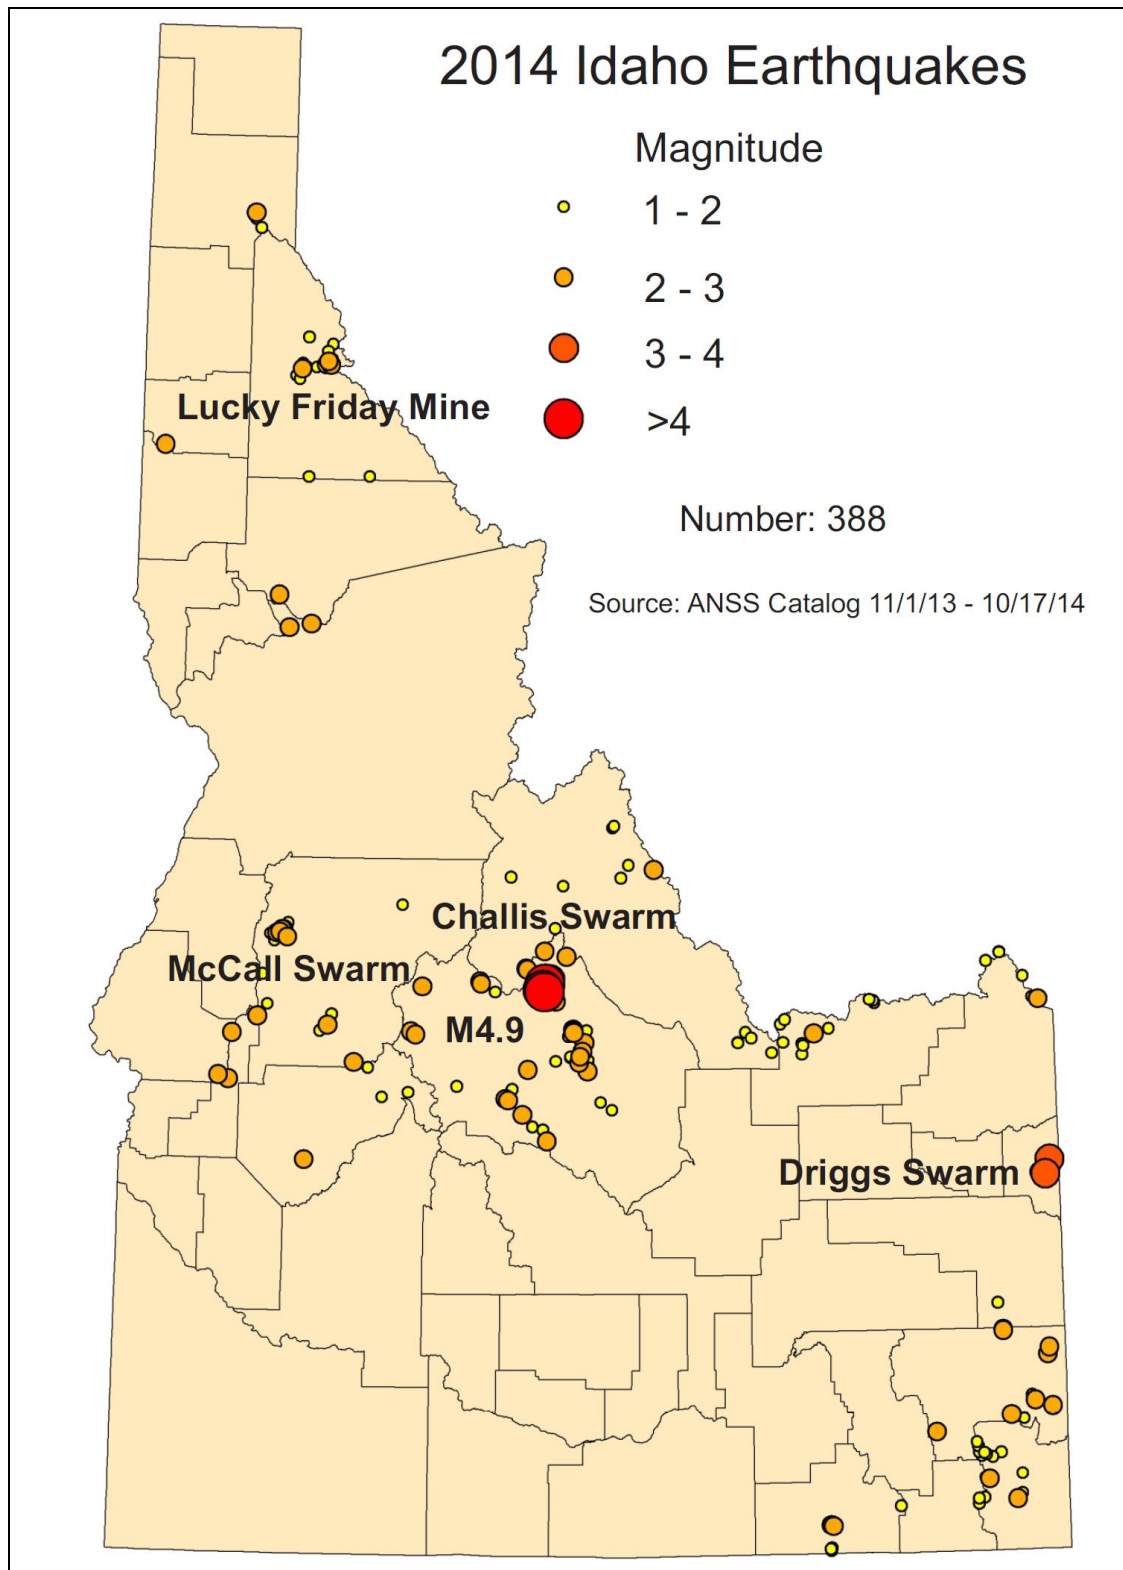 2014 Idaho Earthquakes
Magnitude
1 - 2
2 - 3
3 - 4
>4
Number: 388
Source: ANSS Catalog 11/1/13 - 10/17/14
Lucky Friday Mine
Challis Swarm
McCall Swarm
M4.9
Driggs Swarm